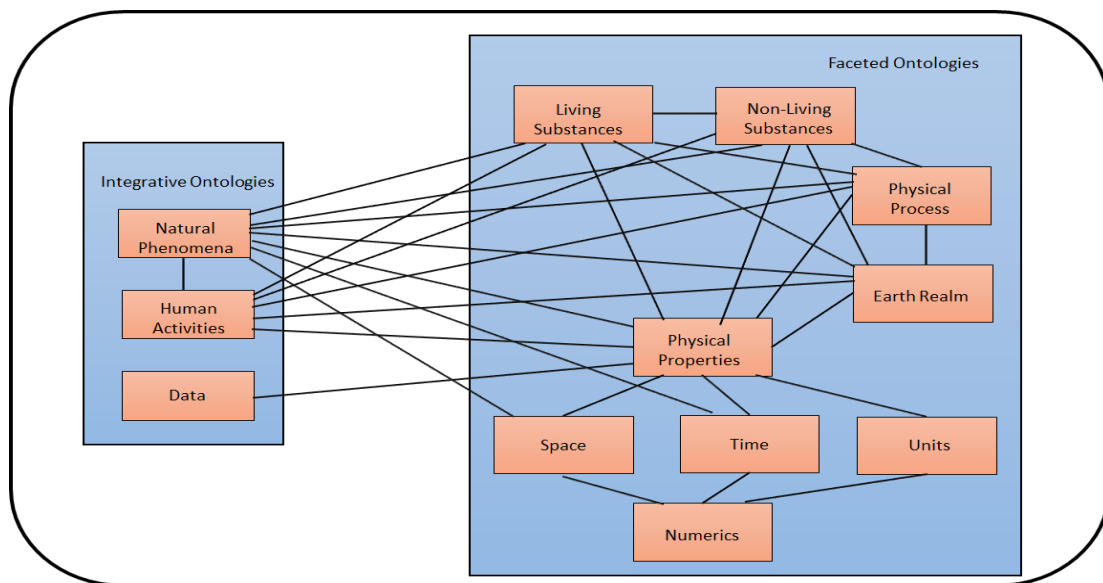 Faceted Ontologies
Living
Substances
Non-Living
Substances
Integrative Ontologies
Physical
Process
Natural
Phenomena
Earth Realm
Human
Activities
Physical
Properties
Data
Space
Time
Units
Numerics